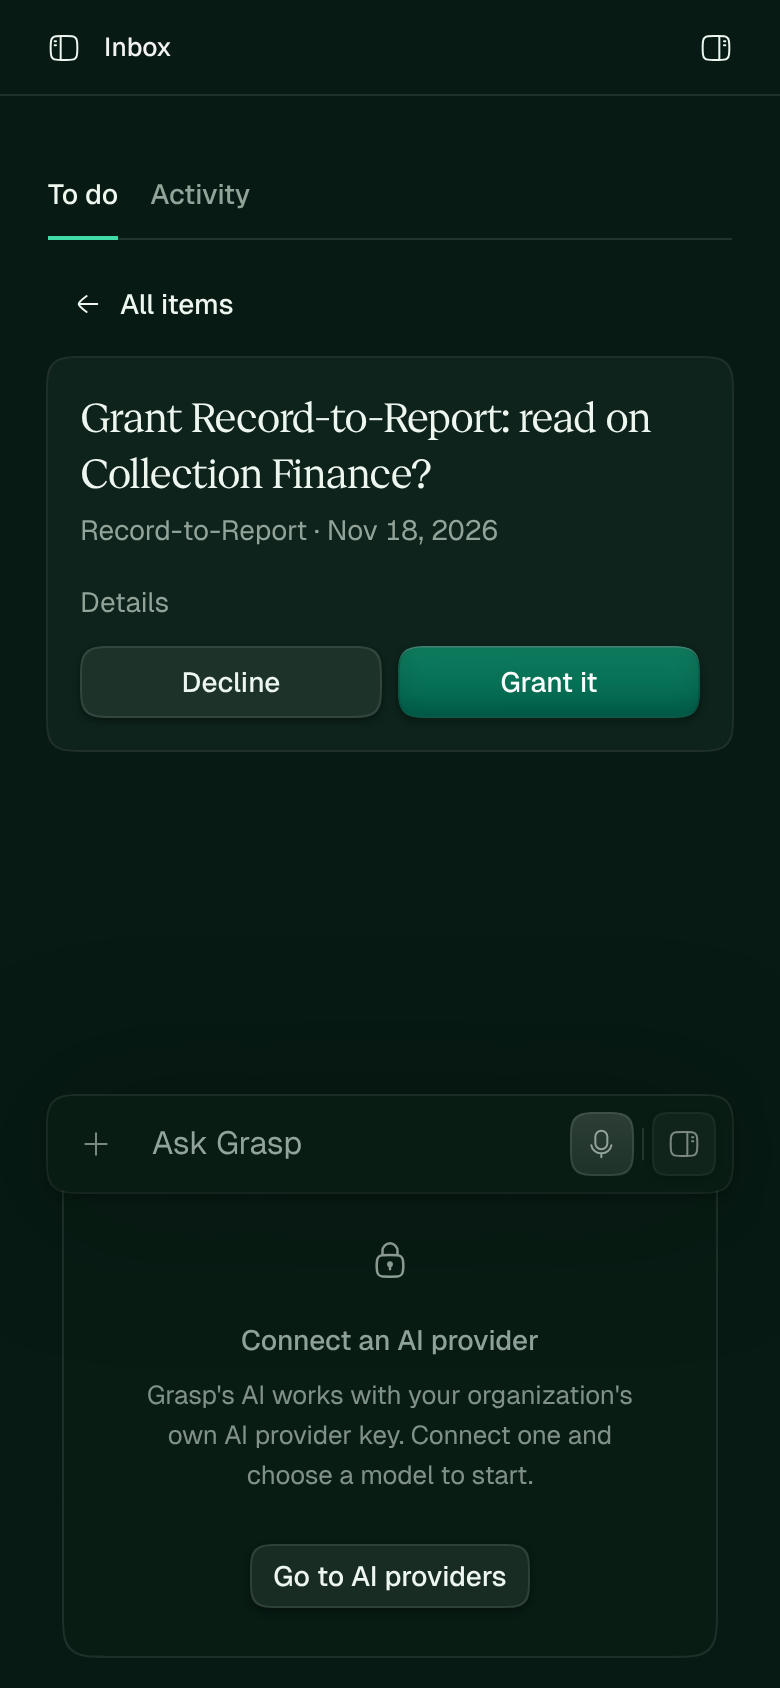 Inbox
To do
Activity
All items
Grant Record-to-Report: read on
Collection Finance?
Record-to-Report · Nov 18, 2026
Details
Decline
Grant it
Ask Grasp
Connect an AI provider
Grasp's AI works with your organization's
own AI provider key. Connect one and
choose a model to start.
Go to AI providers